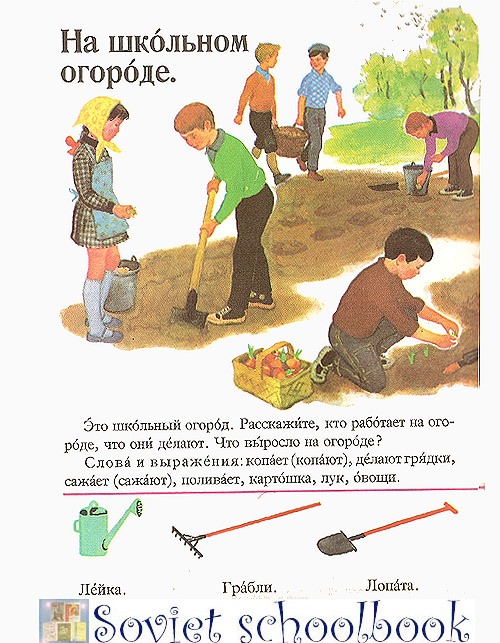 На шко́льном
огоро́де.
Э́то шко́льный огоро́д. Расскажи́те, кто рабо́тает на ого-
ро́де, что они́ де́лают. Что вы́росло на огоро́де?
Слова́ и выраже́ния: копа́ет (копа́ют), де́лают гря́дки,
сажа́ет (сажа́ют), полива́ет, карто́шка, лук, о́вощи.
Ле́йка.
Гра́бли.
Лопа́та.
Soviet schoolbook